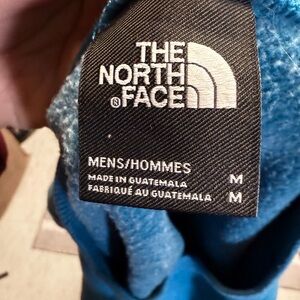 THE
NORTH
FACE
®
MENS/HOMMES
MADE IN GUATEMALA M
FABRIQUÉ AU GUATEMALA M